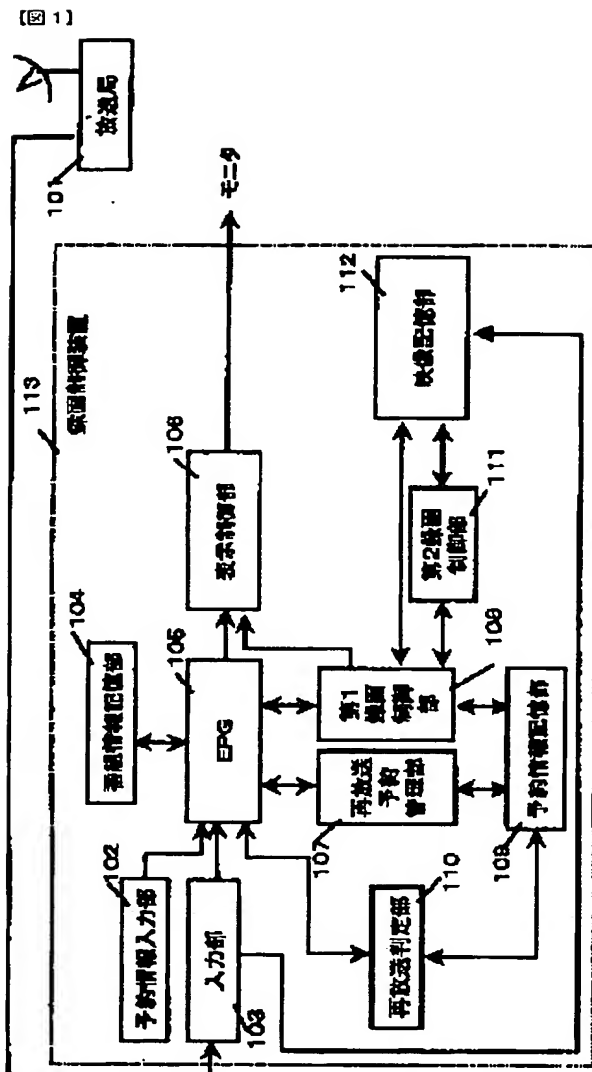 【図 1】
放送局
101
モニタ
113
録画制御装置
104
番組情報記憶部
105
EPG
106
表示制御部
112
映像記憶部
102
予約情報入力部
103
入力部
107
再放送
予約
管理部
108
第1
録画
制御
部
111
第2録画
制御部
110
再放送判定部
109
予約情報記憶部